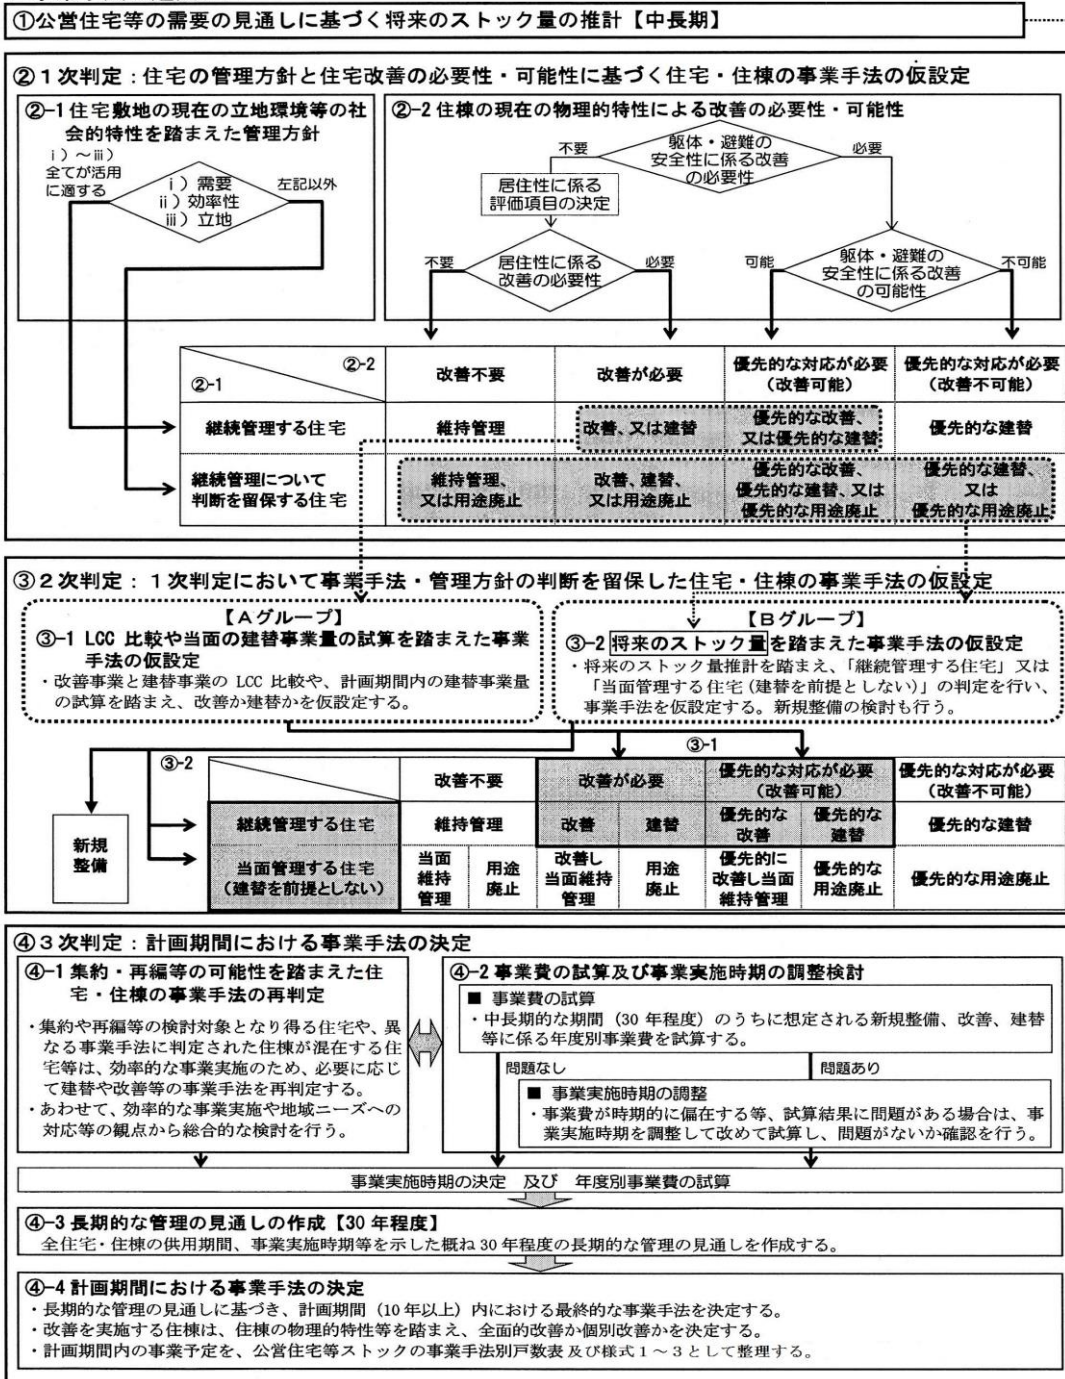 ①公営住宅等の需要の見通しに基づく将来のストック量の推計【中長期】
②１次判定：住宅の管理方針と住宅改善の必要性・可能性に基づく住宅・住棟の事業手法の仮設定
②-1 住宅敷地の現在の立地環境等の社
会的特性を踏まえた管理方針
ⅰ）～ⅲ）
全てが活用
に適する
ⅰ）需要
ⅱ）効率性
ⅲ）立地
左記以外
②-2 住棟の現在の物理的特性による改善の必要性・可能性
不要
躯体・避難の
安全性に係る改善
の必要性
必要
居住性に係る
評価項目の決定
不要
居住性に係る
改善の必要性
必要
可能
躯体・避難の
安全性に係る改善
の可能性
不可能
②-2
②-1
改善不要
改善が必要
優先的な対応が必要
（改善可能）
優先的な対応が必要
（改善不可能）
継続管理する住宅
維持管理
改善、又は建替
優先的な改善、
又は優先的な建替
優先的な建替
継続管理について
判断を留保する住宅
維持管理、
又は用途廃止
改善、建替、
又は用途廃止
優先的な改善、
優先的な建替、又は
優先的な用途廃止
優先的な建替、
又は
優先的な用途廃止
③２次判定：１次判定において事業手法・管理方針の判断を留保した住宅・住棟の事業手法の仮設定
【Aグループ】
③-1 LCC 比較や当面の建替事業量の試算を踏まえた事業
手法の仮設定
・改善事業と建替事業の LCC 比較や、計画期間内の建替事業量
の試算を踏まえ、改善か建替かを仮設定する。
【Bグループ】
③-2 将来のストック量を踏まえた事業手法の仮設定
・将来のストック量推計を踏まえ、「継続管理する住宅」又は
「当面管理する住宅（建替を前提としない）」の判定を行い、
事業手法を仮設定する。新規整備の検討も行う。
③-1
③-2
新規
整備
改善不要
改善が必要
優先的な対応が必要
（改善可能）
優先的な対応が必要
（改善不可能）
継続管理する住宅
維持管理
改善
建替
優先的な
改善
優先的な
建替
優先的な建替
当面管理する住宅
（建替を前提としない）
当面
維持
管理
用途
廃止
改善し
当面維持
管理
用途
廃止
優先的に
改善し当面
維持管理
優先的な
用途廃止
優先的な用途廃止
④３次判定：計画期間における事業手法の決定
④-1 集約・再編等の可能性を踏まえた住
宅・住棟の事業手法の再判定
・集約や再編等の検討対象となり得る住宅や、異
なる事業手法に判定された住棟が混在する住
宅等は、効率的な事業実施のため、必要に応じ
て建替や改善等の事業手法を再判定する。
・あわせて、効率的な事業実施や地域ニーズへの
対応等の観点から総合的な検討を行う。
④-2 事業費の試算及び事業実施時期の調整検討
■ 事業費の試算
・中長期的な期間（30 年程度）のうちに想定される新規整備、改善、建替
等に係る年度別事業費を試算する。
問題なし
問題あり
■ 事業実施時期の調整
・事業費が時期的に偏在する等、試算結果に問題がある場合は、事
業実施時期を調整して改めて試算し、問題がないか確認を行う。
事業実施時期の決定 及び 年度別事業費の試算
④-3 長期的な管理の見通しの作成【30 年程度】
全住宅・住棟の供用期間、事業実施時期等を示した概ね 30 年程度の長期的な管理の見通しを作成する。
④-4 計画期間における事業手法の決定
・長期的な管理の見通しに基づき、計画期間（10 年以上）内における最終的な事業手法を決定する。
・改善を実施する住棟は、住棟の物理的特性等を踏まえ、全面的改善か個別改善かを決定する。
・計画期間内の事業予定を、公営住宅等ストックの事業手法別戸数表及び様式１～３として整理する。